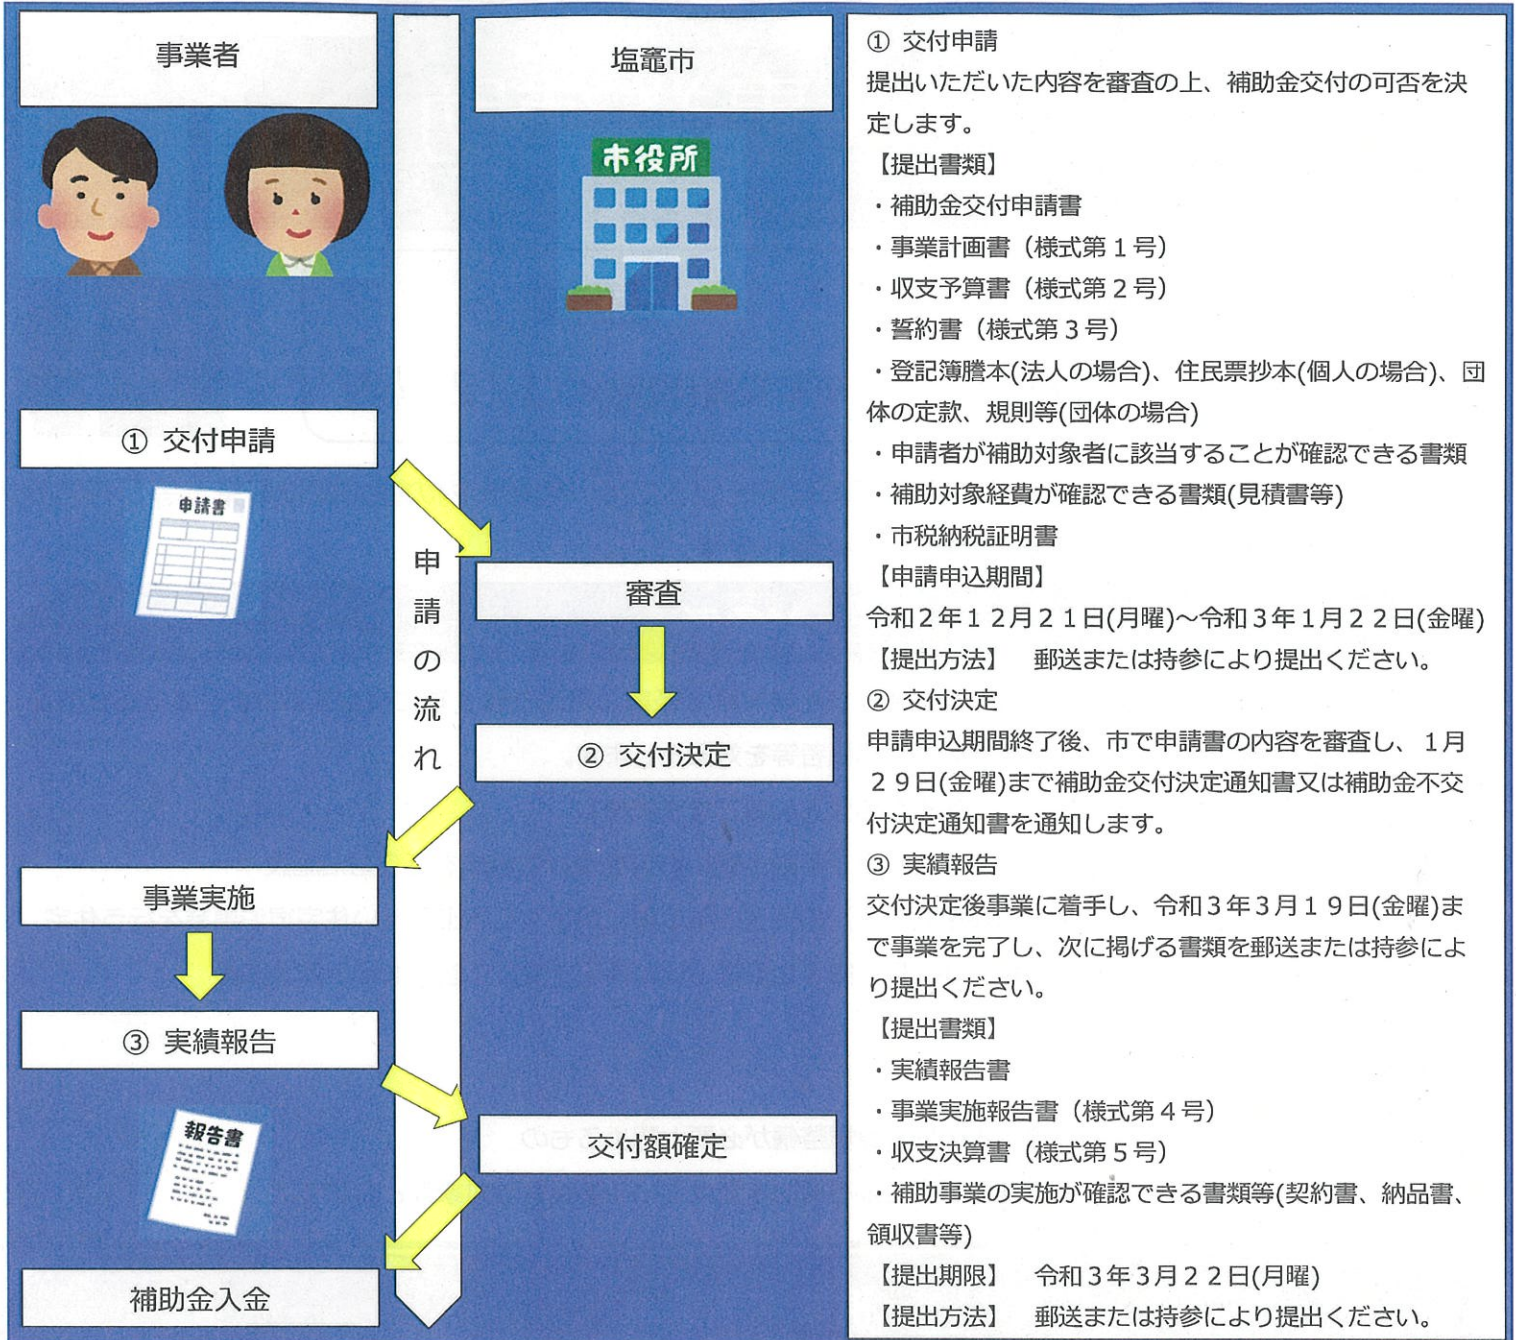 事業者
塩竈市
市役所
① 交付申請
申請書
審査
② 交付決定
事業実施
③ 実績報告
報告書
交付額確定
補助金入金
申請の流れ
① 交付申請
提出いただいた内容を審査の上、補助金交付の可否を決
定します。
【提出書類】
・補助金交付申請書
・事業計画書（様式第1号）
・収支予算書（様式第2号）
・誓約書（様式第3号）
・登記簿謄本(法人の場合)、住民票抄本(個人の場合)、団
体の定款、規則等(団体の場合)
・申請者が補助対象者に該当することが確認できる書類
・補助対象経費が確認できる書類(見積書等)
・市税納税証明書
【申請申込期間】
令和２年１２月２１日(月曜)～令和３年１月２２日(金曜)
【提出方法】　郵送または持参により提出ください。
② 交付決定
申請申込期間終了後、市で申請書の内容を審査し、１月
２９日(金曜)まで補助金交付決定通知書又は補助金不交
付決定通知書を通知します。
③ 実績報告
交付決定後事業に着手し、令和３年３月１９日(金曜)ま
で事業を完了し、次に掲げる書類を郵送または持参によ
り提出ください。
【提出書類】
・実績報告書
・事業実施報告書（様式第４号）
・収支決算書（様式第５号）
・補助事業の実施が確認できる書類等(契約書、納品書、
領収書等)
【提出期限】　令和３年３月２２日(月曜)
【提出方法】　郵送または持参により提出ください。